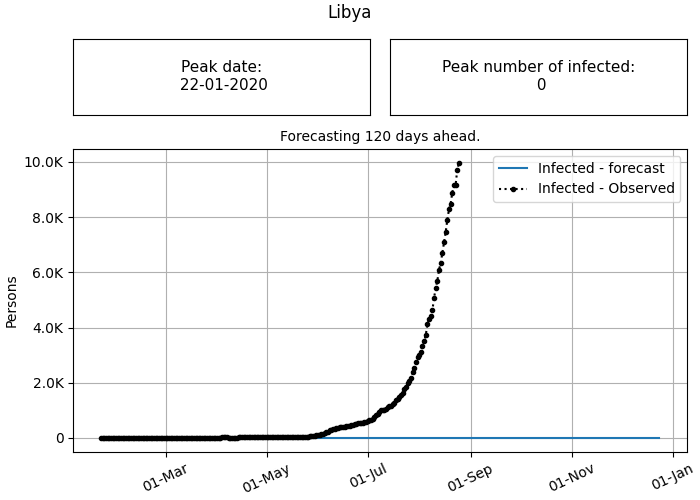 Libya
Peak date:
22-01-2020
Peak number of infected:
0
Forecasting 120 days ahead.
10.0K
8.0K
6.0K
4.0K
2.0K
0
Persons
Infected - forecast
Infected - Observed
01-Mar
01-May
01-Jul
01-Sep
01-Nov
01-Jan